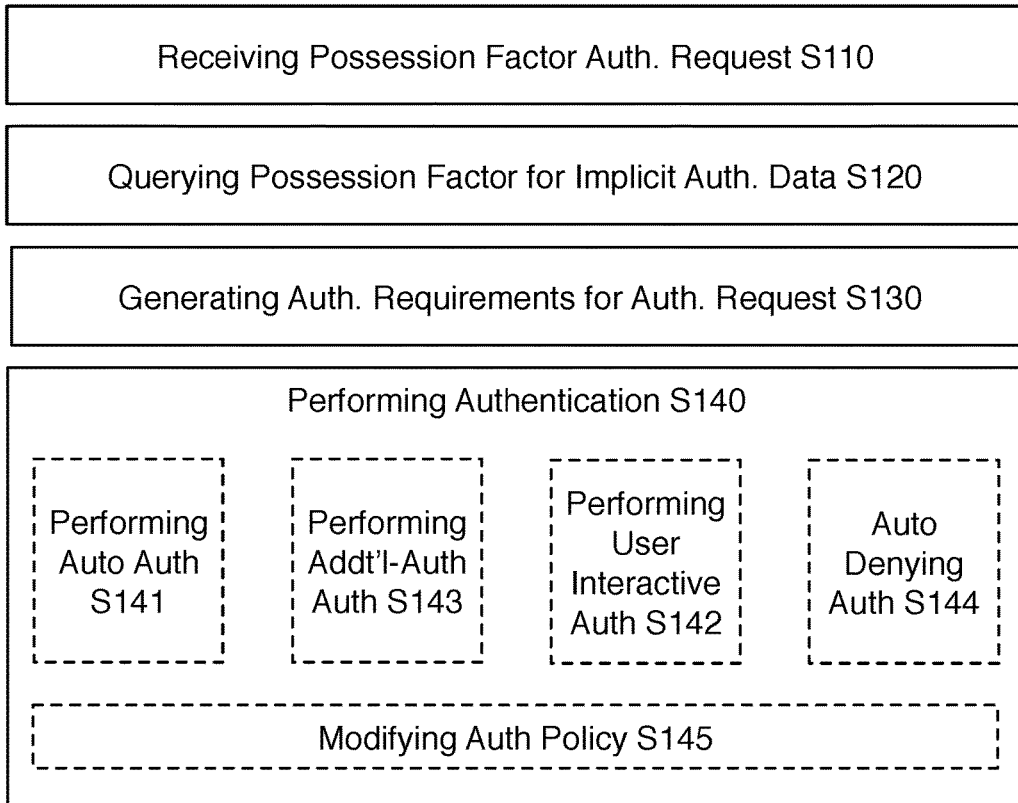 Receiving Possession Factor Auth. Request S110
Querying Possession Factor for Implicit Auth. Data S120
Generating Auth. Requirements for Auth. Request S130
Performing Authentication S140
Performing
Auto Auth
S141
Performing
Addt'l-Auth
Auth S143
Performing
User
Interactive
Auth S142
Auto
Denying
Auth S144
Modifying Auth Policy S145